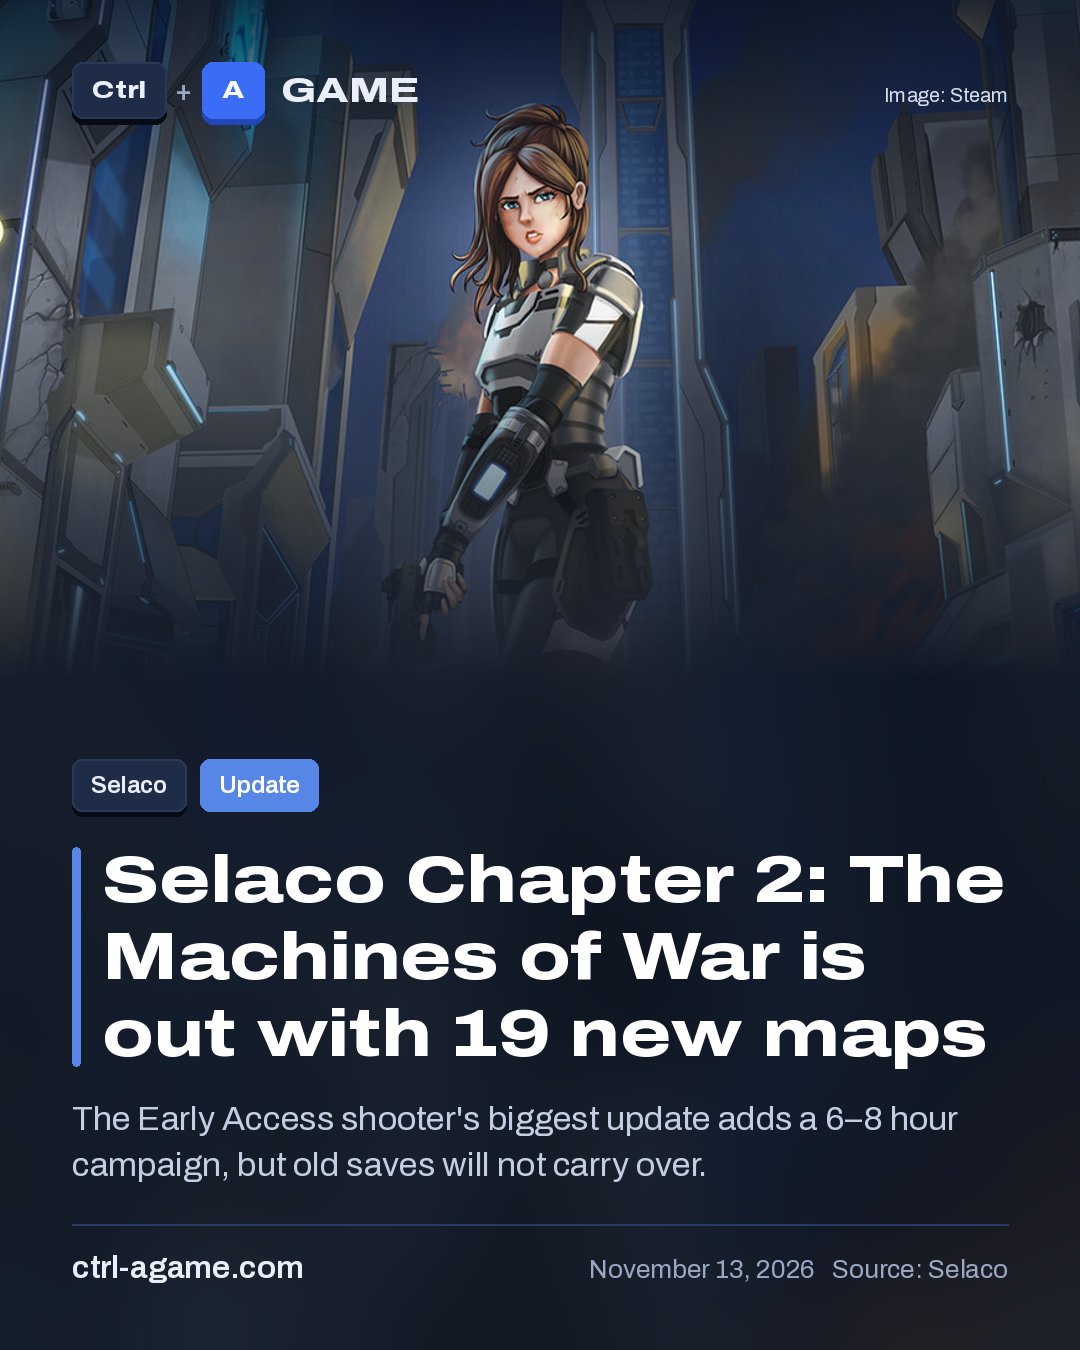 Ctrl + A GAME
Image: Steam
Selaco Update
Selaco Chapter 2: The
Machines of War is
out with 19 new maps
The Early Access shooter's biggest update adds a 6–8 hour
campaign, but old saves will not carry over.
ctrl-agame.com
November 13, 2026 Source: Selaco